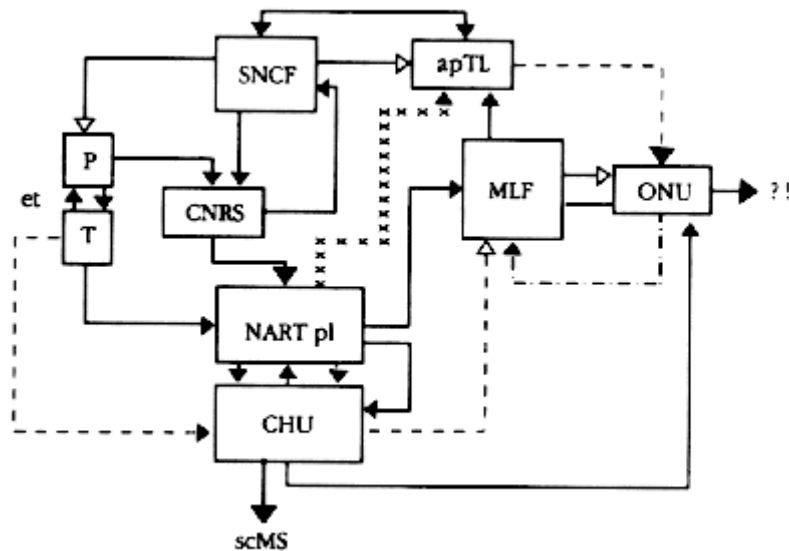 SNCF
apTL
P
et
T
CNRS
MLF
ONU
?!
NART pl
CHU
scMS